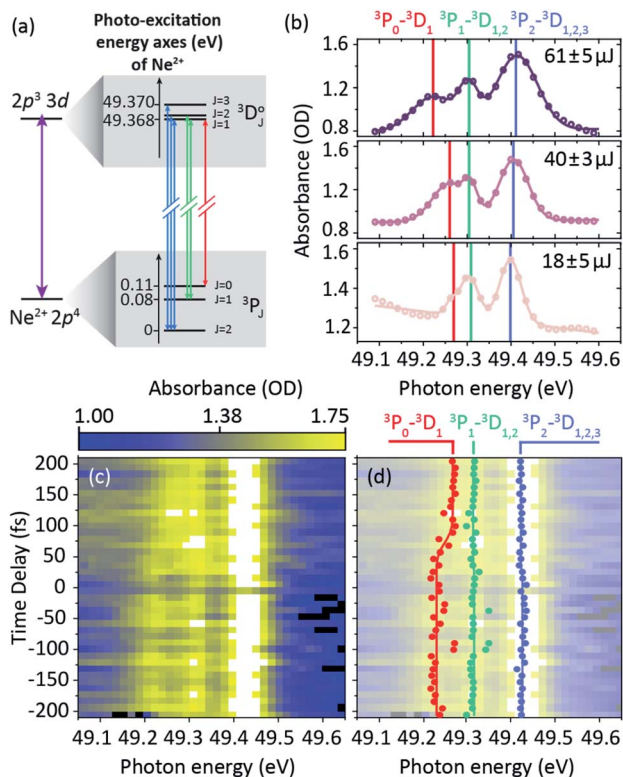 (a)
Photo-excitation
energy axes (eV)
of Ne²⁺
2p³ 3d
49.370
49.368
J=3
J=2
J=1
³D°J
0.11
0.08
0
J=0
J=1
J=2
³PJ
Ne²⁺ 2p⁴
(b)
³P₀-³D₁
³P₁-³D₁,₂
³P₂-³D₁,₂,₃
61±5 μJ
40±3 μJ
18±5 μJ
1.6
1.2
0.8
1.6
1.2
0.8
1.6
1.4
1.2
Absorbance (OD)
49.1 49.2 49.3 49.4 49.5 49.6
Photon energy (eV)
Absorbance (OD)
1.00 1.38 1.75
(c)
200
150
100
50
0
-50
-100
-150
-200
Time Delay (fs)
49.1 49.2 49.3 49.4 49.5 49.6
Photon energy (eV)
³P₀-³D₁
³P₁-³D₁,₂
³P₂-³D₁,₂,₃
(d)
49.1 49.2 49.3 49.4 49.5 49.6
Photon energy (eV)